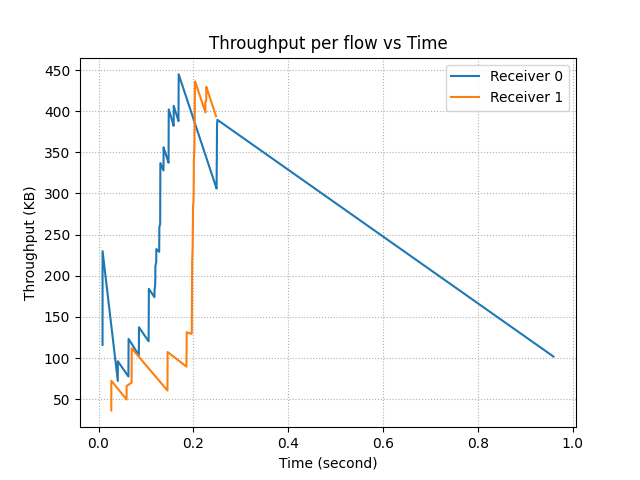 Throughput per flow vs Time
Receiver 0
Receiver 1
Throughput (KB)
450
400
350
300
250
200
150
100
50
0.0 0.2 0.4 0.6 0.8 1.0
Time (second)